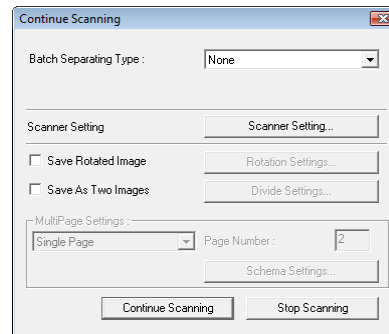 Continue Scanning
Batch Separating Type : None
Scanner Setting Scanner Setting...
Save Rotated Image Rotation Settings...
Save As Two Images Divide Settings...
MultiPage Settings :
Single Page Page Number : 2
Schema Settings...
Continue Scanning Stop Scanning